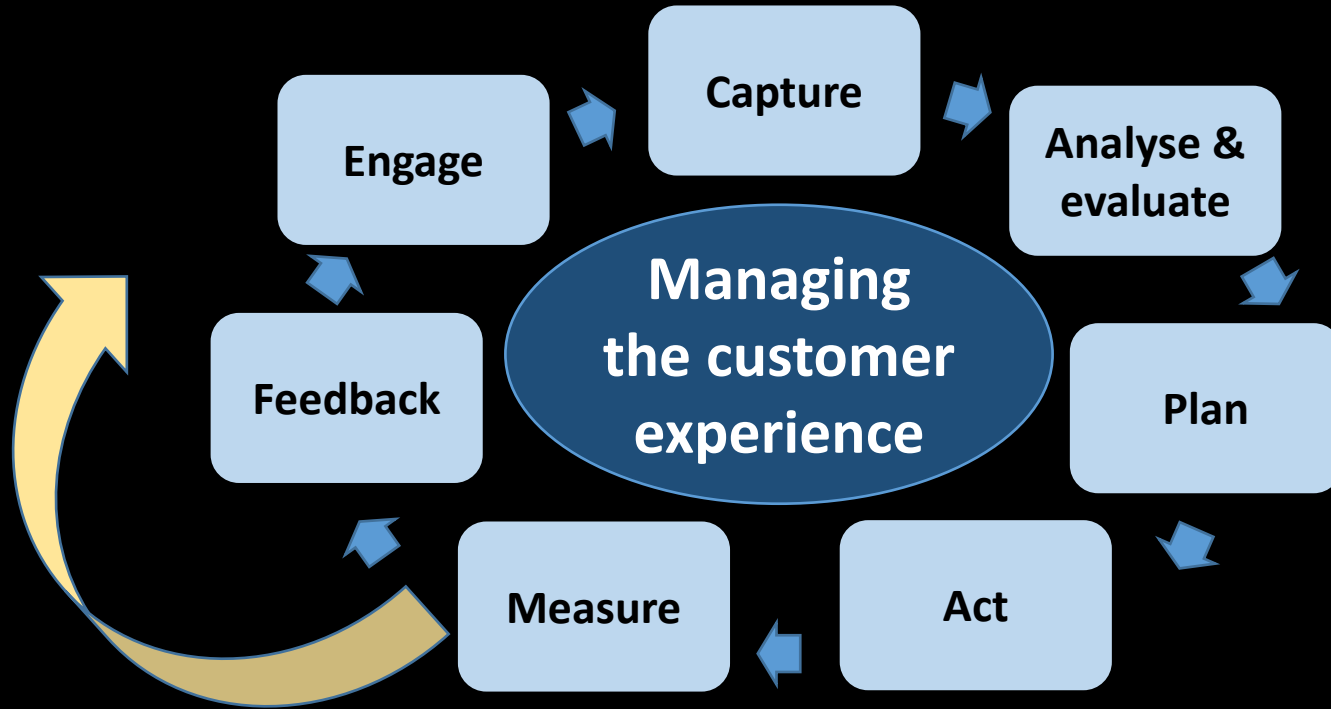 Capture
Engage
Analyse &
evaluate
Managing
the customer
experience
Feedback
Plan
Measure
Act